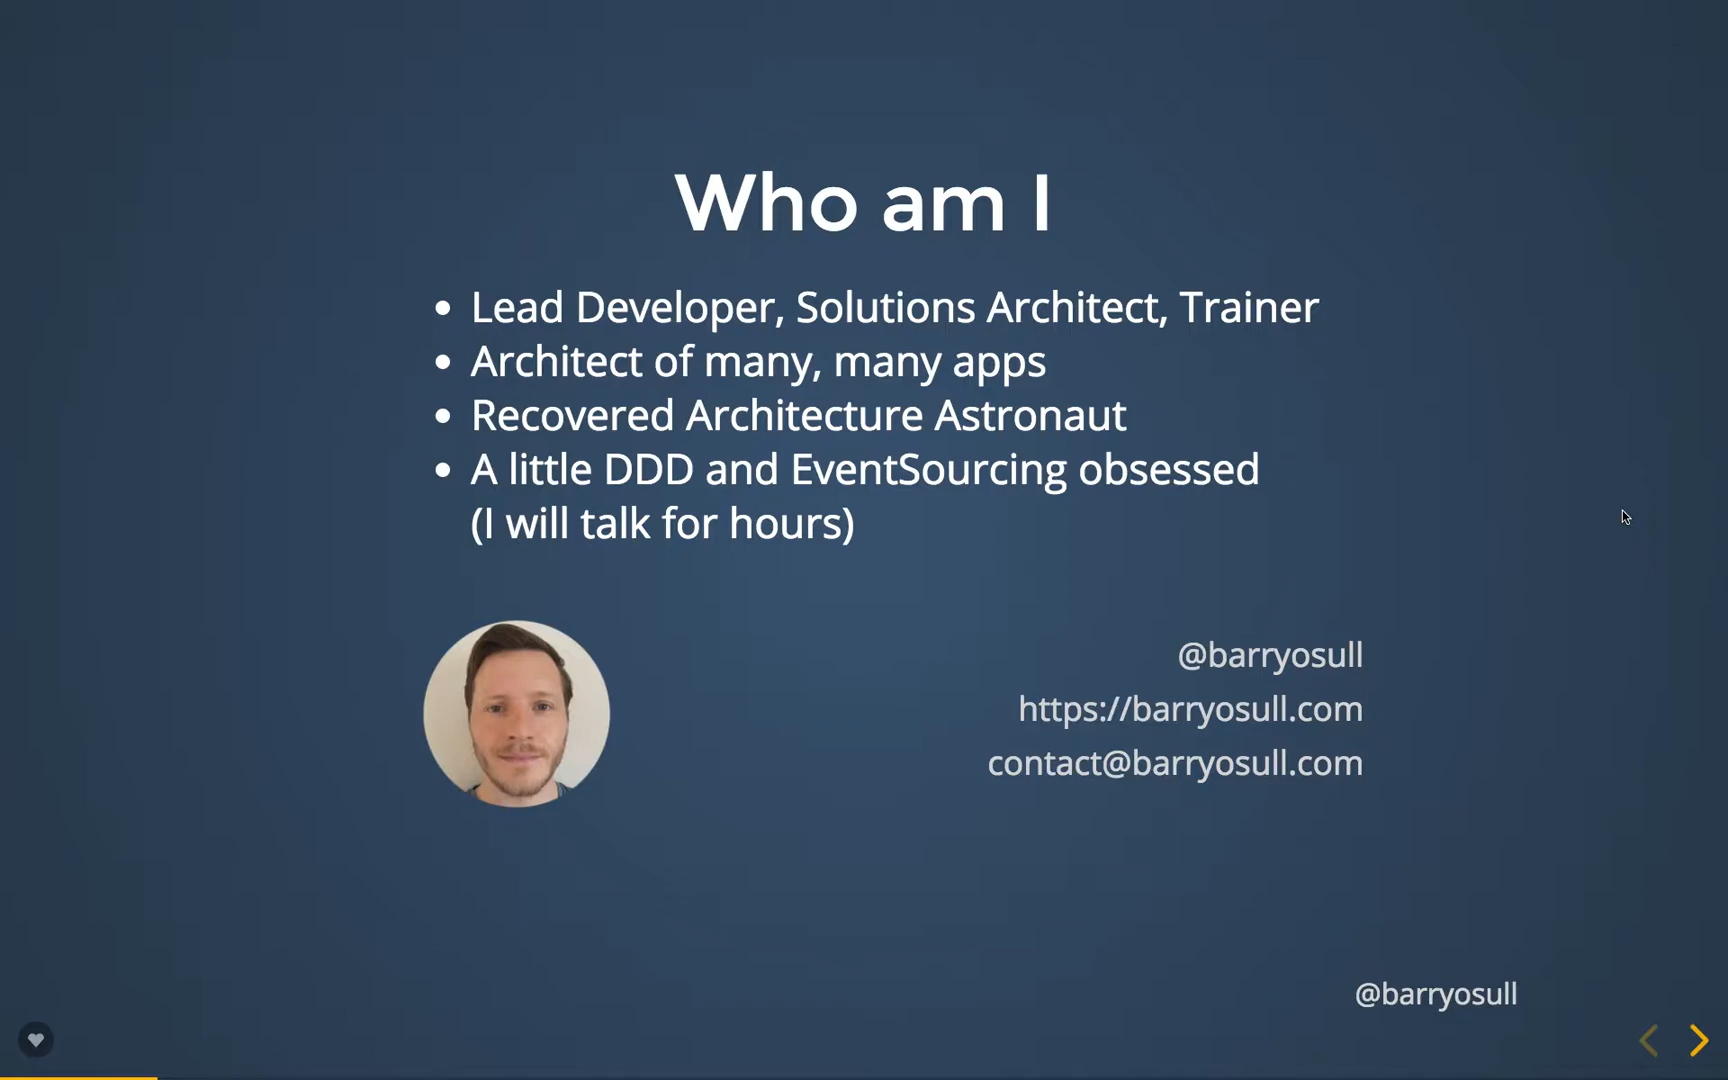 Who am I
• Lead Developer, Solutions Architect, Trainer
• Architect of many, many apps
• Recovered Architecture Astronaut
• A little DDD and EventSourcing obsessed
(I will talk for hours)
@barryosull
https://barryosull.com
contact@barryosull.com
@barryosull